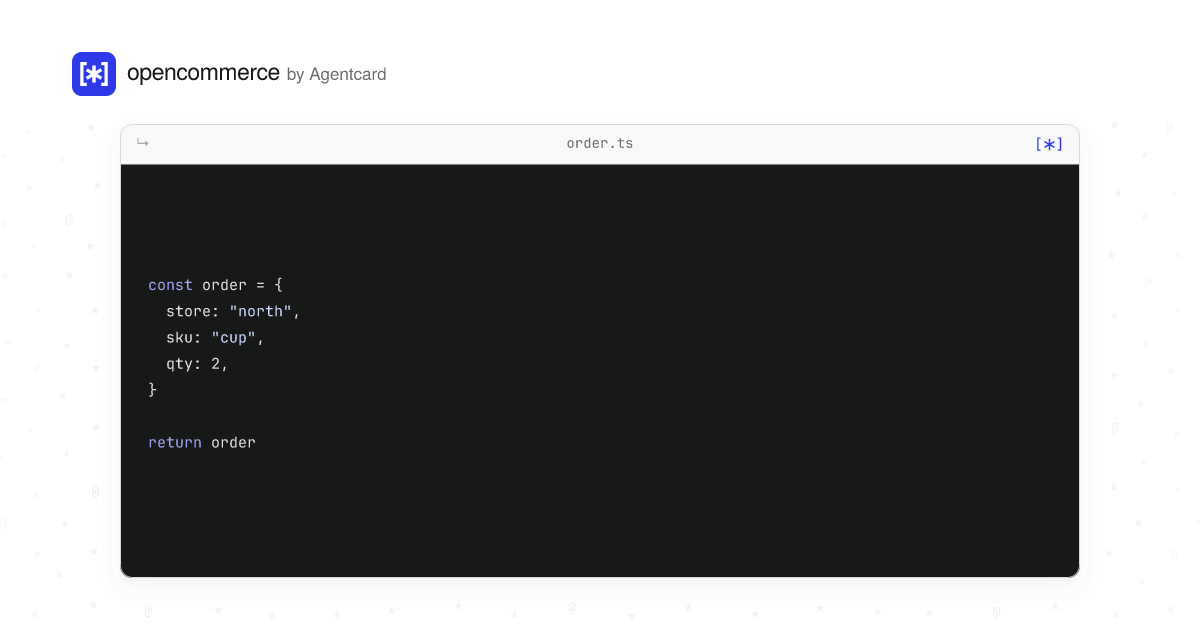 [*] opencommerce by Agentcard
↳ order.ts [*]
const order = {
  store: "north",
  sku: "cup",
  qty: 2,
}

return order